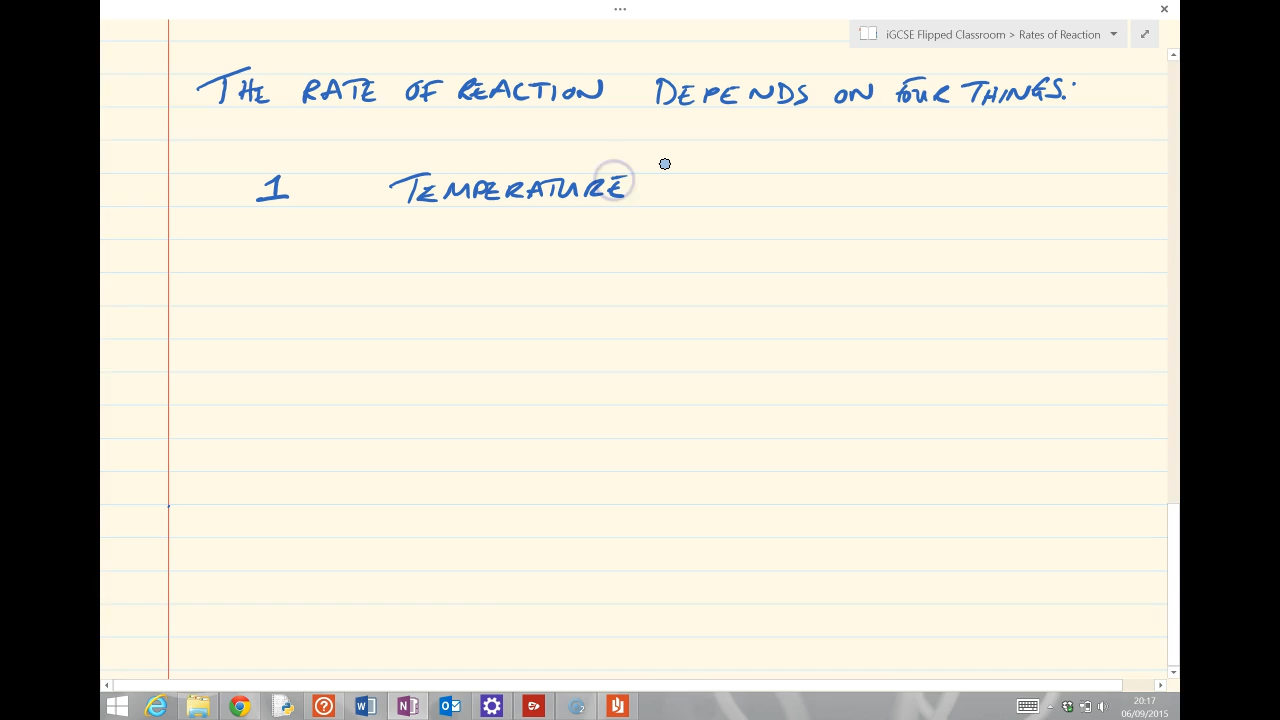 iGCSE Flipped Classroom > Rates of Reaction
THE RATE OF REACTION DEPENDS ON FOUR THINGS:
1 TEMPERATURE
20:17
06/09/2015